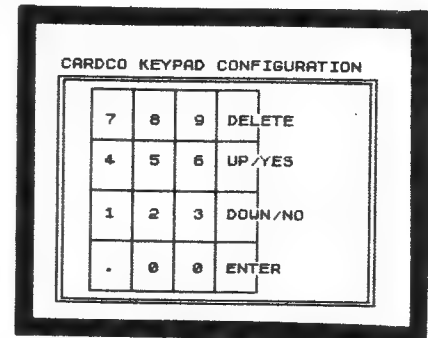 CARDCO KEYPAD CONFIGURATION
7 8 9 DELETE
4 5 6 UP/YES
1 2 3 DOWN/NO
. 0 0 ENTER